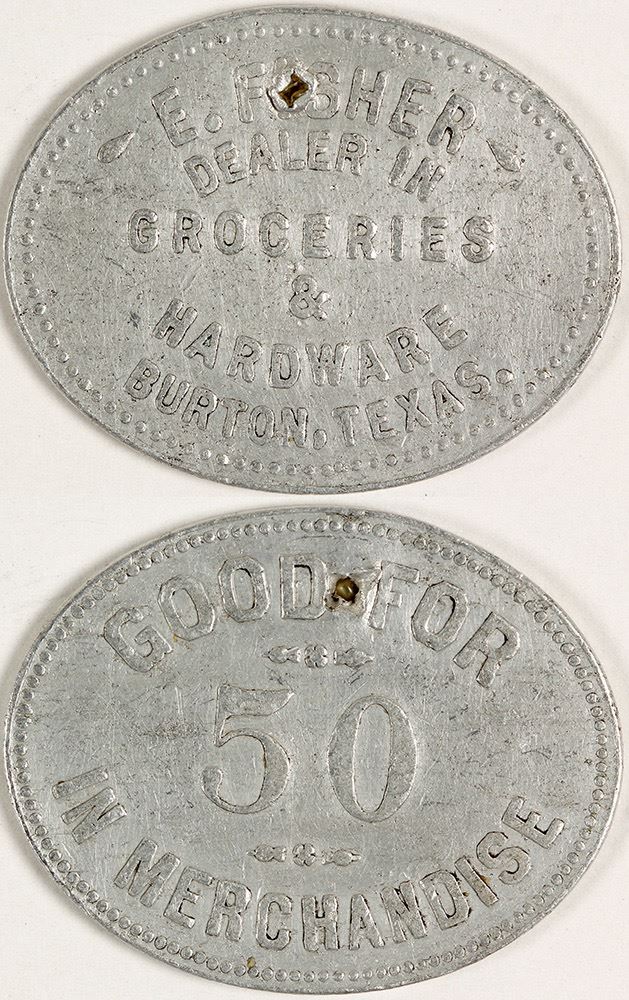 E. FISHER
DEALER IN
GROCERIES
&
HARDWARE
BURTON, TEXAS.
GOOD FOR
50
IN MERCHANDISE